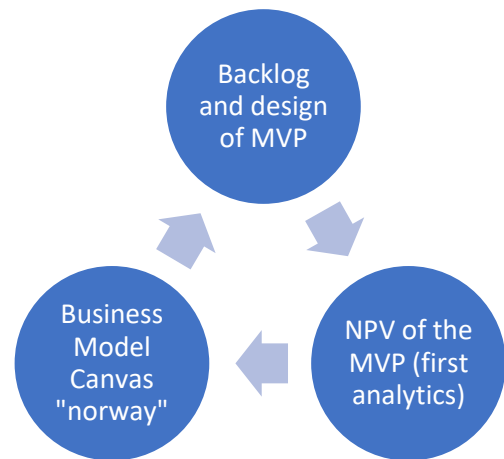 Backlog
and design
of MVP
NPV of the
MVP (first
analytics)
Business
Model
Canvas
"norway"